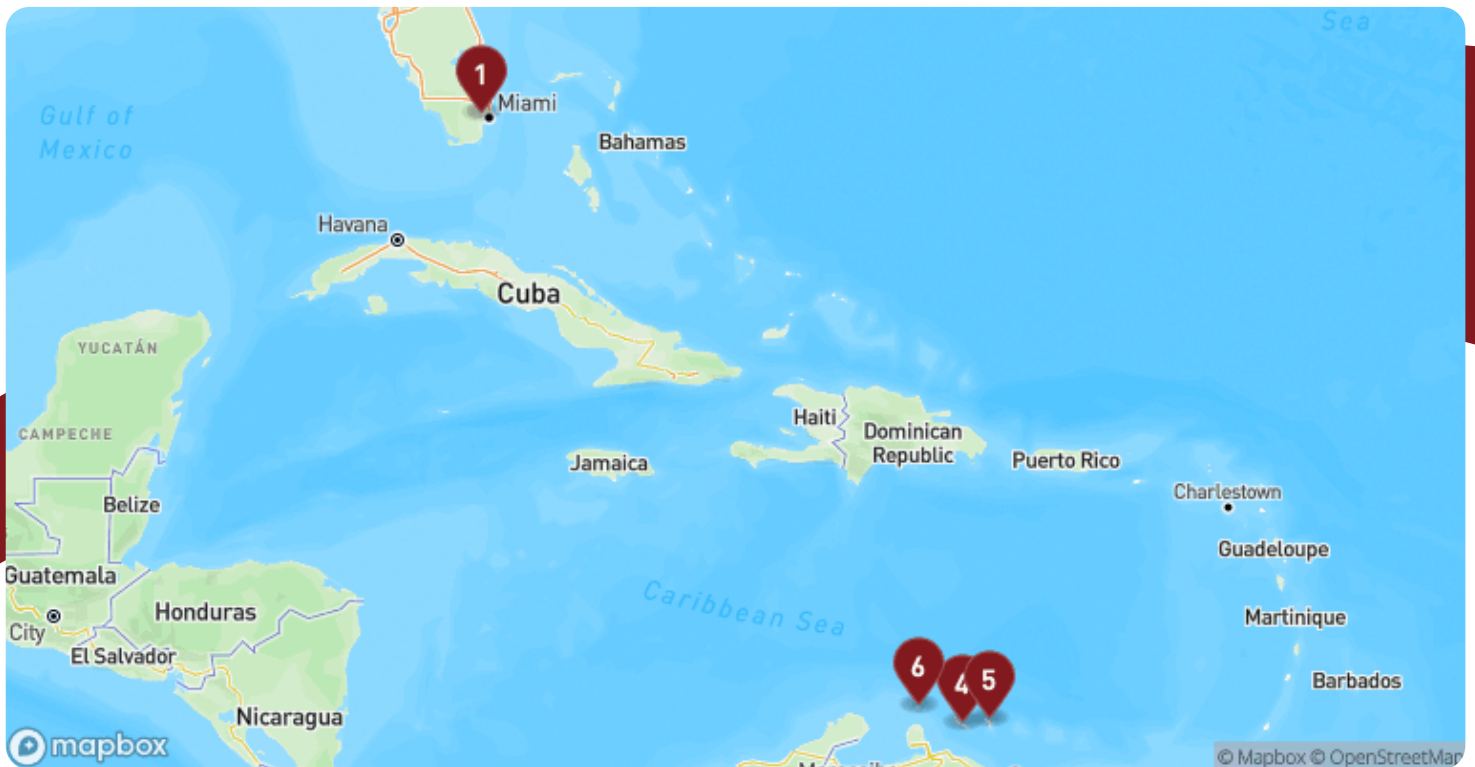 Sea
1
Miami
Gulf of
Mexico
Bahamas
Havana
Cuba
YUCATÁN
CAMPECHE
Haiti
Dominican
Republic
Jamaica
Puerto Rico
Charlestown
Belize
Guadeloupe
Guatemala
Honduras
Caribbean Sea
Martinique
City
El Salvador
6
4
5
Barbados
Nicaragua
mapbox
© Mapbox © OpenStreetMap